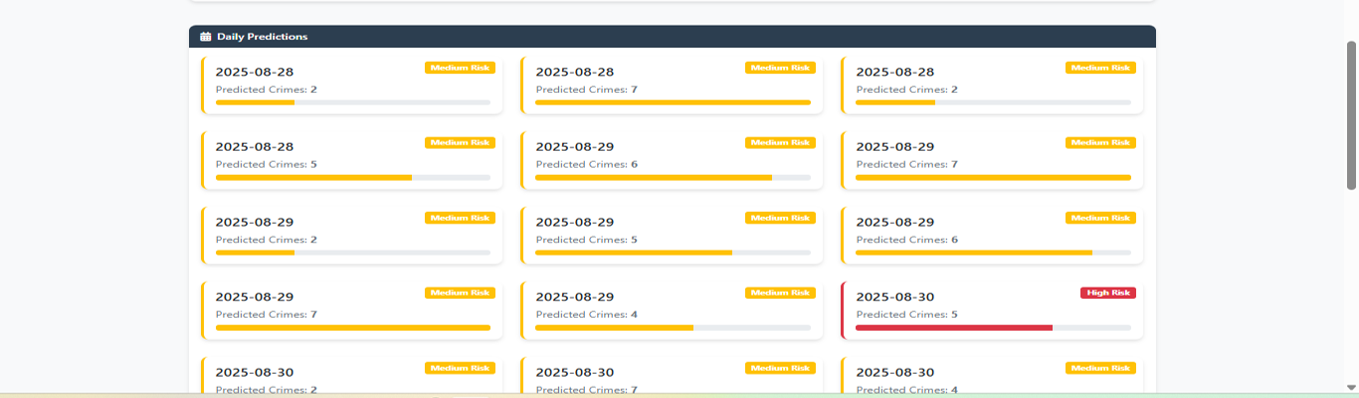 Daily Predictions
2025-08-28 Medium Risk
Predicted Crimes: 2
2025-08-28 Medium Risk
Predicted Crimes: 7
2025-08-28 Medium Risk
Predicted Crimes: 2
2025-08-28 Medium Risk
Predicted Crimes: 5
2025-08-29 Medium Risk
Predicted Crimes: 6
2025-08-29 Medium Risk
Predicted Crimes: 7
2025-08-29 Medium Risk
Predicted Crimes: 2
2025-08-29 Medium Risk
Predicted Crimes: 5
2025-08-29 Medium Risk
Predicted Crimes: 6
2025-08-29 Medium Risk
Predicted Crimes: 7
2025-08-29 Medium Risk
Predicted Crimes: 4
2025-08-30 High Risk
Predicted Crimes: 5
2025-08-30 Medium Risk
Predicted Crimes: 2
2025-08-30 Medium Risk
Predicted Crimes: 7
2025-08-30 Medium Risk
Predicted Crimes: 4